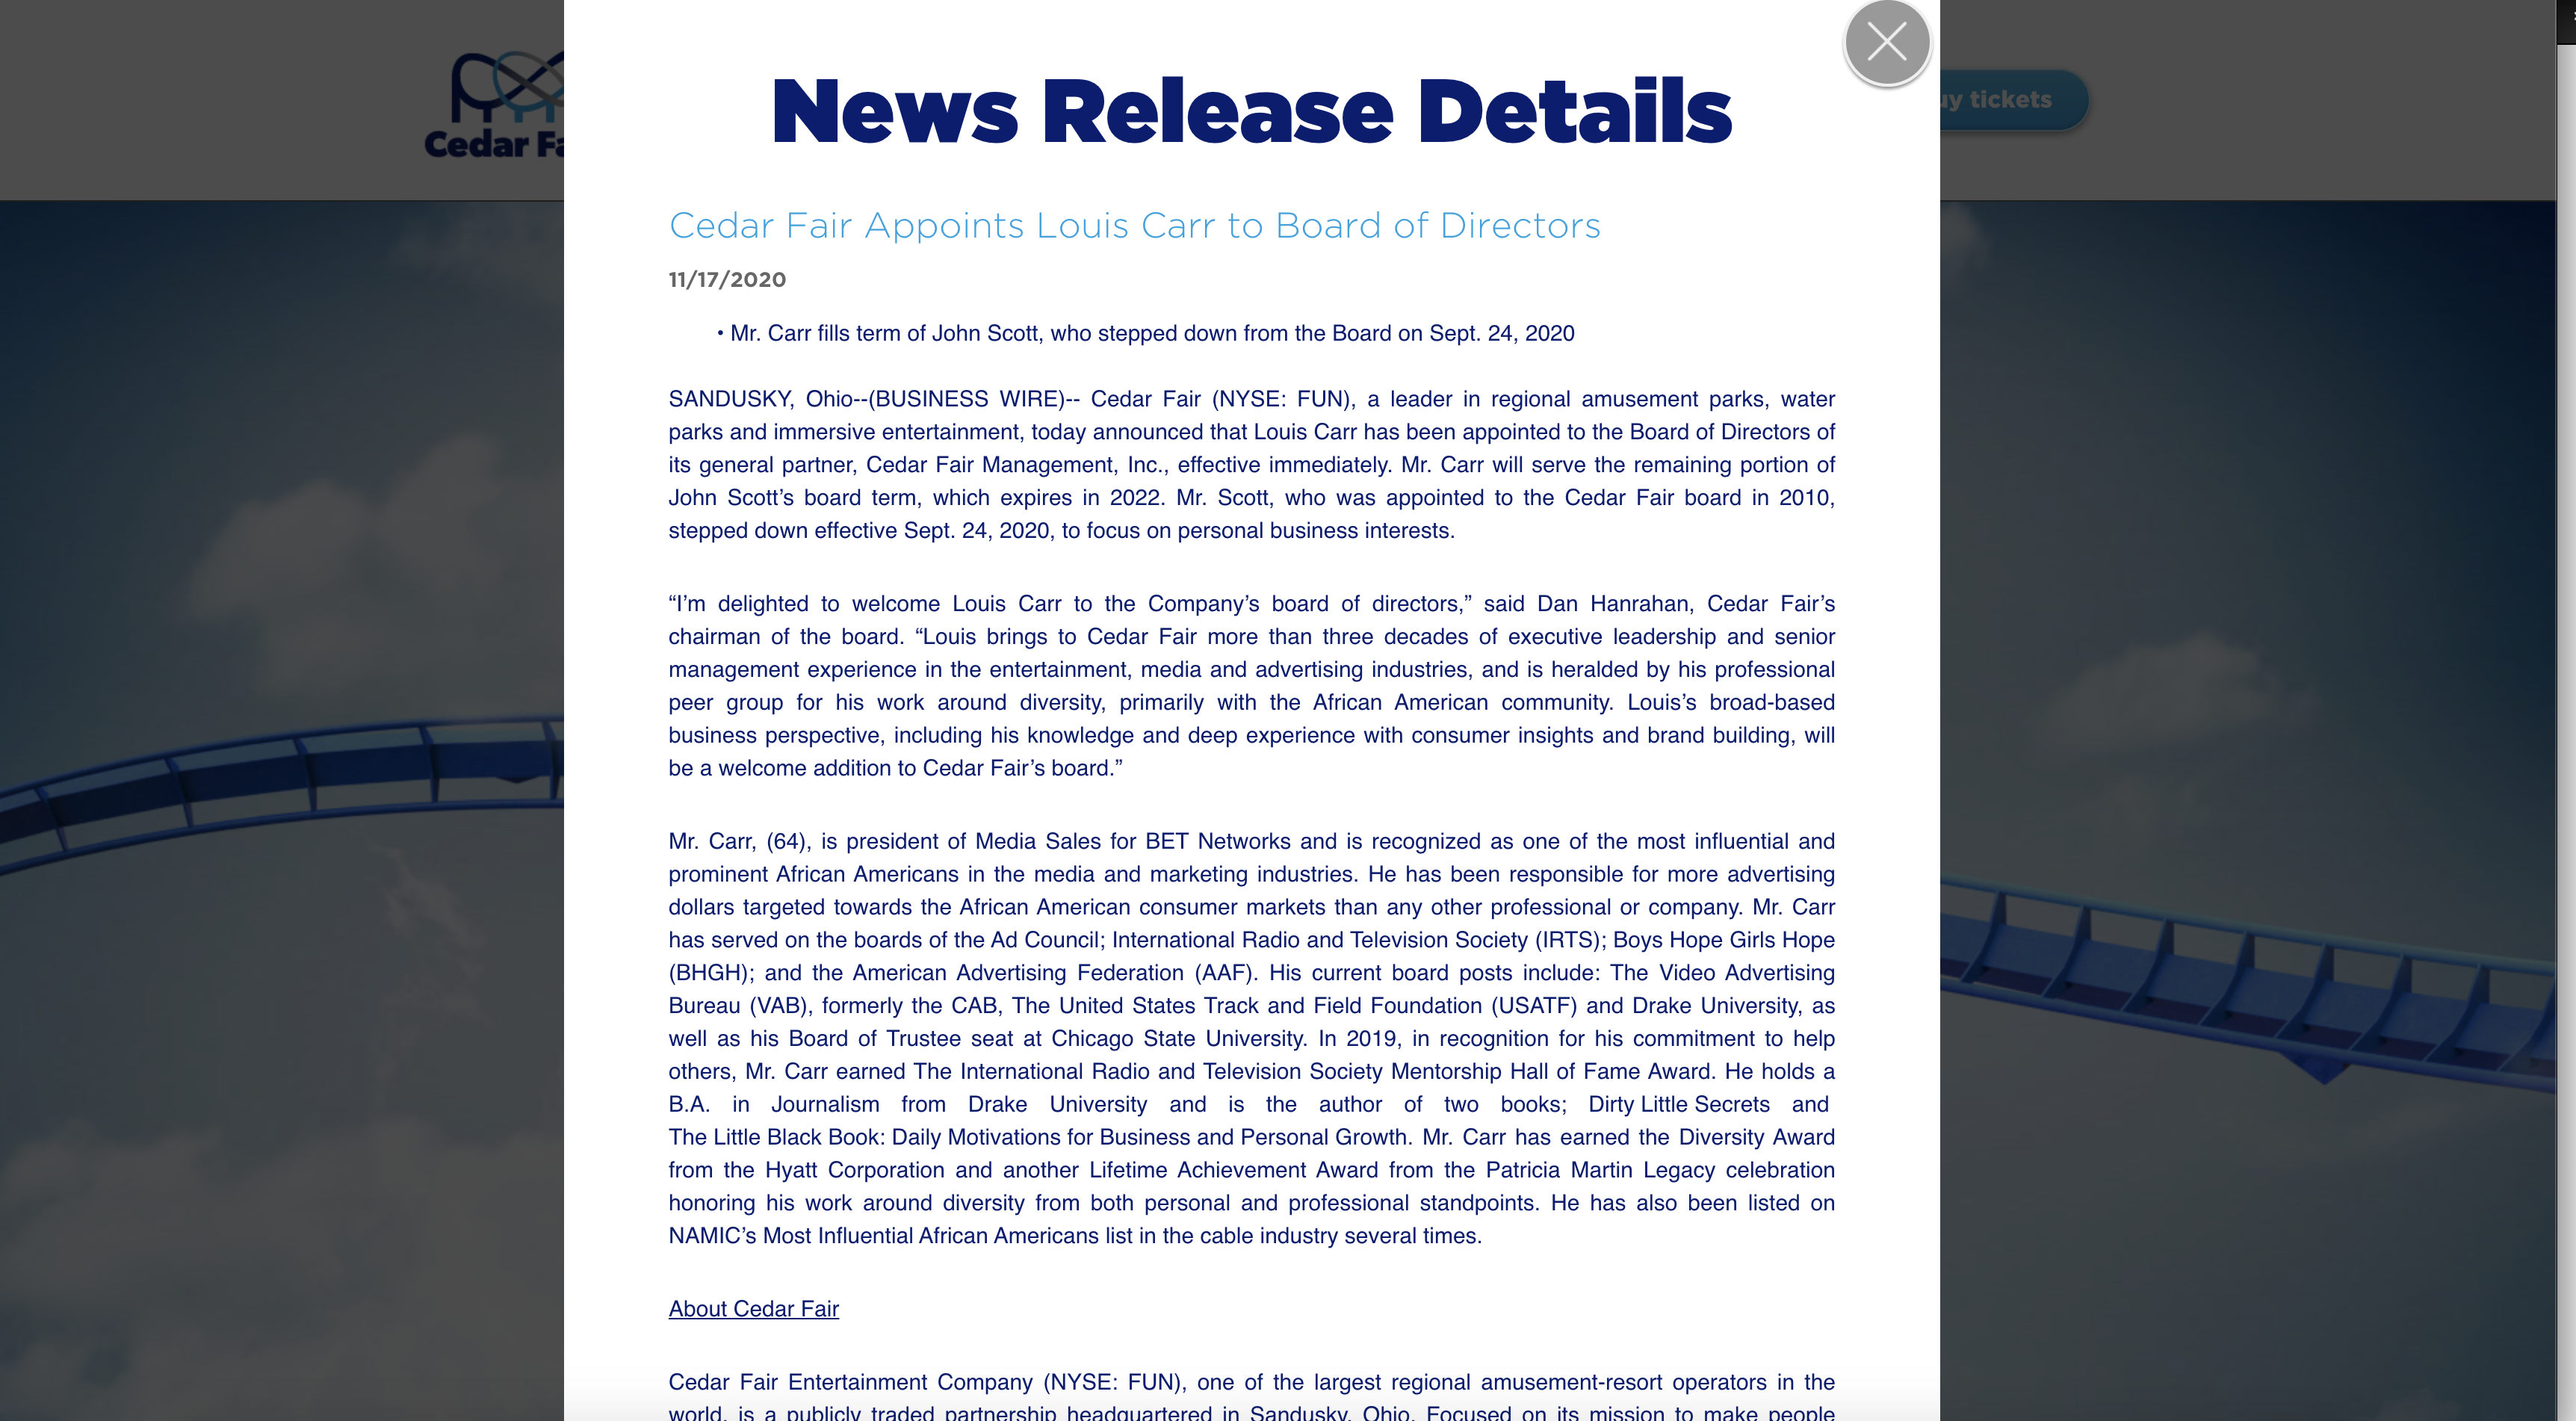 Cedar Fa
uy tickets
News Release Details
Cedar Fair Appoints Louis Carr to Board of Directors
11/17/2020
• Mr. Carr fills term of John Scott, who stepped down from the Board on Sept. 24, 2020
SANDUSKY, Ohio--(BUSINESS WIRE)-- Cedar Fair (NYSE: FUN), a leader in regional amusement parks, water
parks and immersive entertainment, today announced that Louis Carr has been appointed to the Board of Directors of
its general partner, Cedar Fair Management, Inc., effective immediately. Mr. Carr will serve the remaining portion of
John Scott’s board term, which expires in 2022. Mr. Scott, who was appointed to the Cedar Fair board in 2010,
stepped down effective Sept. 24, 2020, to focus on personal business interests.
“I’m delighted to welcome Louis Carr to the Company’s board of directors,” said Dan Hanrahan, Cedar Fair’s
chairman of the board. “Louis brings to Cedar Fair more than three decades of executive leadership and senior
management experience in the entertainment, media and advertising industries, and is heralded by his professional
peer group for his work around diversity, primarily with the African American community. Louis’s broad-based
business perspective, including his knowledge and deep experience with consumer insights and brand building, will
be a welcome addition to Cedar Fair’s board.”
Mr. Carr, (64), is president of Media Sales for BET Networks and is recognized as one of the most influential and
prominent African Americans in the media and marketing industries. He has been responsible for more advertising
dollars targeted towards the African American consumer markets than any other professional or company. Mr. Carr
has served on the boards of the Ad Council; International Radio and Television Society (IRTS); Boys Hope Girls Hope
(BHGH); and the American Advertising Federation (AAF). His current board posts include: The Video Advertising
Bureau (VAB), formerly the CAB, The United States Track and Field Foundation (USATF) and Drake University, as
well as his Board of Trustee seat at Chicago State University. In 2019, in recognition for his commitment to help
others, Mr. Carr earned The International Radio and Television Society Mentorship Hall of Fame Award. He holds a
B.A. in Journalism from Drake University and is the author of two books; Dirty Little Secrets and
The Little Black Book: Daily Motivations for Business and Personal Growth. Mr. Carr has earned the Diversity Award
from the Hyatt Corporation and another Lifetime Achievement Award from the Patricia Martin Legacy celebration
honoring his work around diversity from both personal and professional standpoints. He has also been listed on
NAMIC’s Most Influential African Americans list in the cable industry several times.
About Cedar Fair
Cedar Fair Entertainment Company (NYSE: FUN), one of the largest regional amusement-resort operators in the
world, is a publicly traded partnership headquartered in Sandusky, Ohio. Focused on its mission to make people